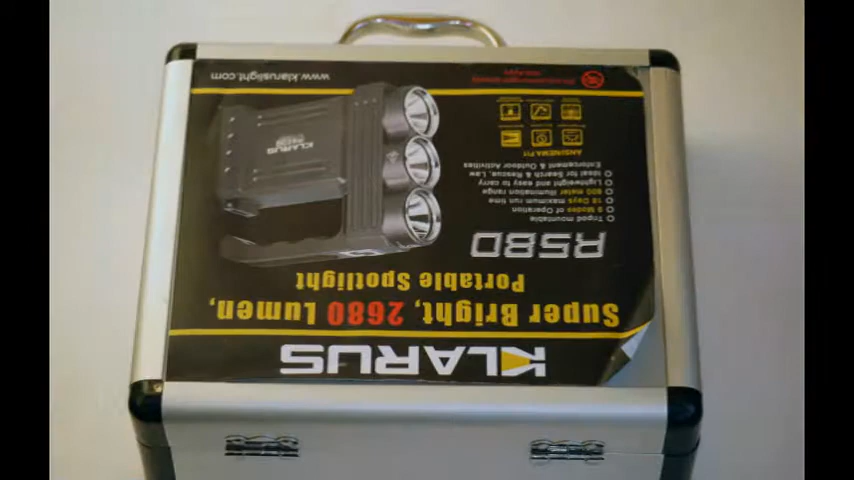 KLARUS
Super Bright, 2680 Lumen,
Portable Spotlight
RS80
Tripod mountable
5 Modes of Operation
18 Days maximum run time
600 meter illumination range
Lightweight and easy to carry
Ideal for Search & Rescue, Law
Enforcement & Outdoor Activities
ANSI/NEMA FL1
KLARUS
www.klaruslight.com